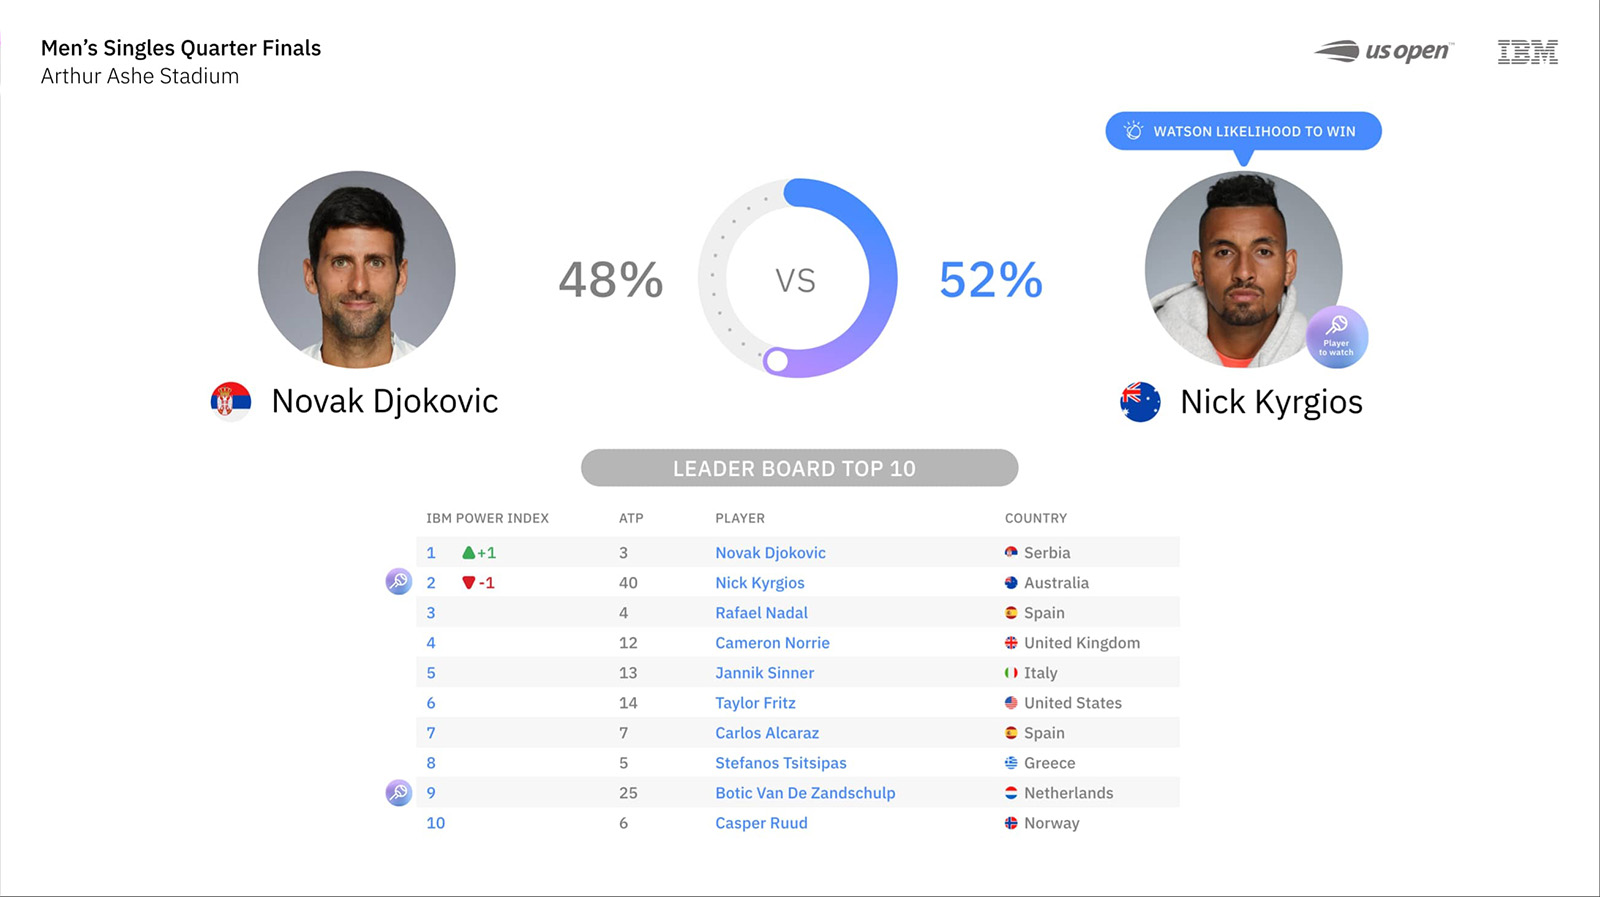 Men's Singles Quarter Finals
Arthur Ashe Stadium
us open™
IBM
WATSON LIKELIHOOD TO WIN
48%
VS
52%
Player
to watch
Novak Djokovic
Nick Kyrgios
LEADER BOARD TOP 10
IBM POWER INDEX ATP PLAYER COUNTRY
1 +1 3 Novak Djokovic Serbia
2 -1 40 Nick Kyrgios Australia
3 4 Rafael Nadal Spain
4 12 Cameron Norrie United Kingdom
5 13 Jannik Sinner Italy
6 14 Taylor Fritz United States
7 7 Carlos Alcaraz Spain
8 5 Stefanos Tsitsipas Greece
9 25 Botic Van De Zandschulp Netherlands
10 6 Casper Ruud Norway